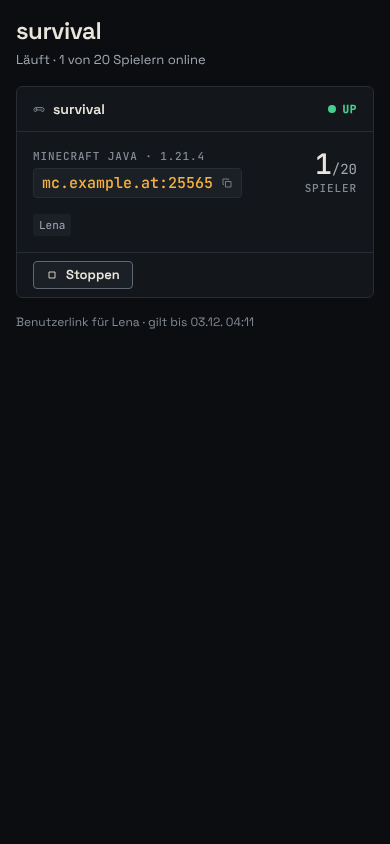 survival
Läuft · 1 von 20 Spielern online
survival
UP
MINECRAFT JAVA · 1.21.4
mc.example.at:25565
1/20
SPIELER
Lena
Stoppen
Benutzerlink für Lena · gilt bis 03.12. 04:11